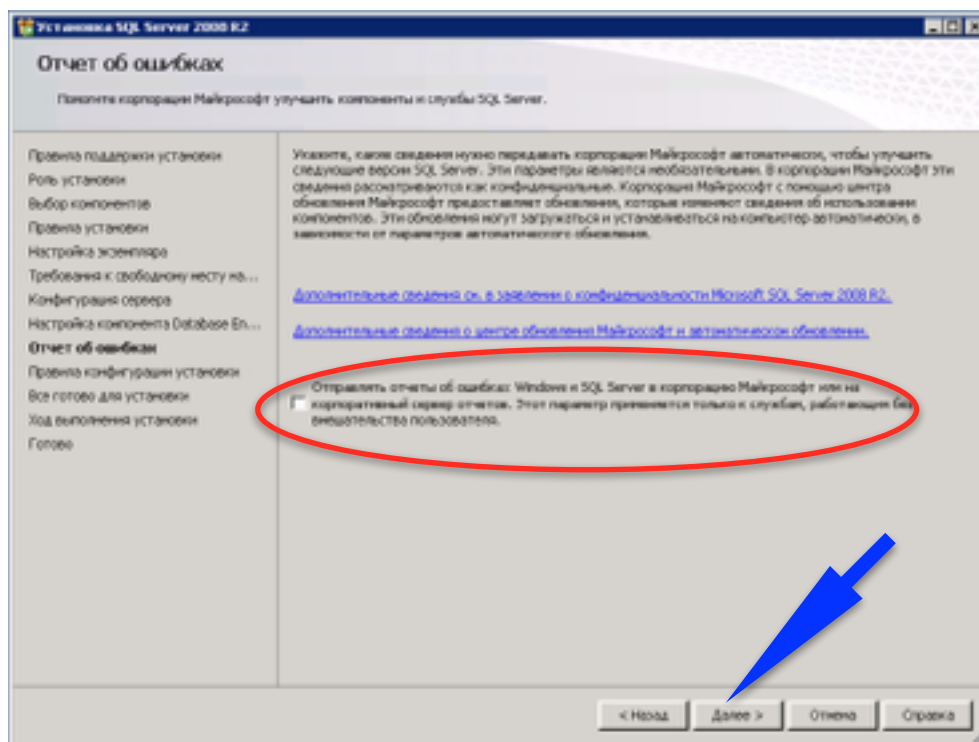 Установка SQL Server 2008 R2
Отчет об ошибках
Помогите корпорации Майкрософт улучшить компоненты и службы SQL Server.
Правила поддержки установки
Роль установки
Выбор компонентов
Правила установки
Настройка экземпляра
Требования к свободному месту на...
Конфигурация сервера
Настройка компонента Database En...
Отчет об ошибках
Правила конфигурации установки
Все готово для установки
Ход выполнения установки
Готово
Укажите, какие сведения нужно передавать корпорации Майкрософт автоматически, чтобы улучшить
следующие версии SQL Server. Эти параметры являются необязательными. В корпорации Майкрософт эти
сведения рассматриваются как конфиденциальные. Корпорация Майкрософт с помощью центра
обновления Майкрософт предоставляет обновления, которые изменяют сведения об использовании
компонентов. Эти обновления могут загружаться и устанавливаться на компьютер автоматически, в
зависимости от параметров автоматического обновления.
Дополнительные сведения см. в заявлении о конфиденциальности Microsoft SQL Server 2008 R2.
Дополнительные сведения о центре обновления Майкрософт и автоматическом обновлении.
Отправлять отчеты об ошибках Windows и SQL Server в корпорацию Майкрософт или на
корпоративный сервер отчетов. Этот параметр применяется только к службам, работающим без
вмешательства пользователя.
< Назад
Далее >
Отмена
Справка